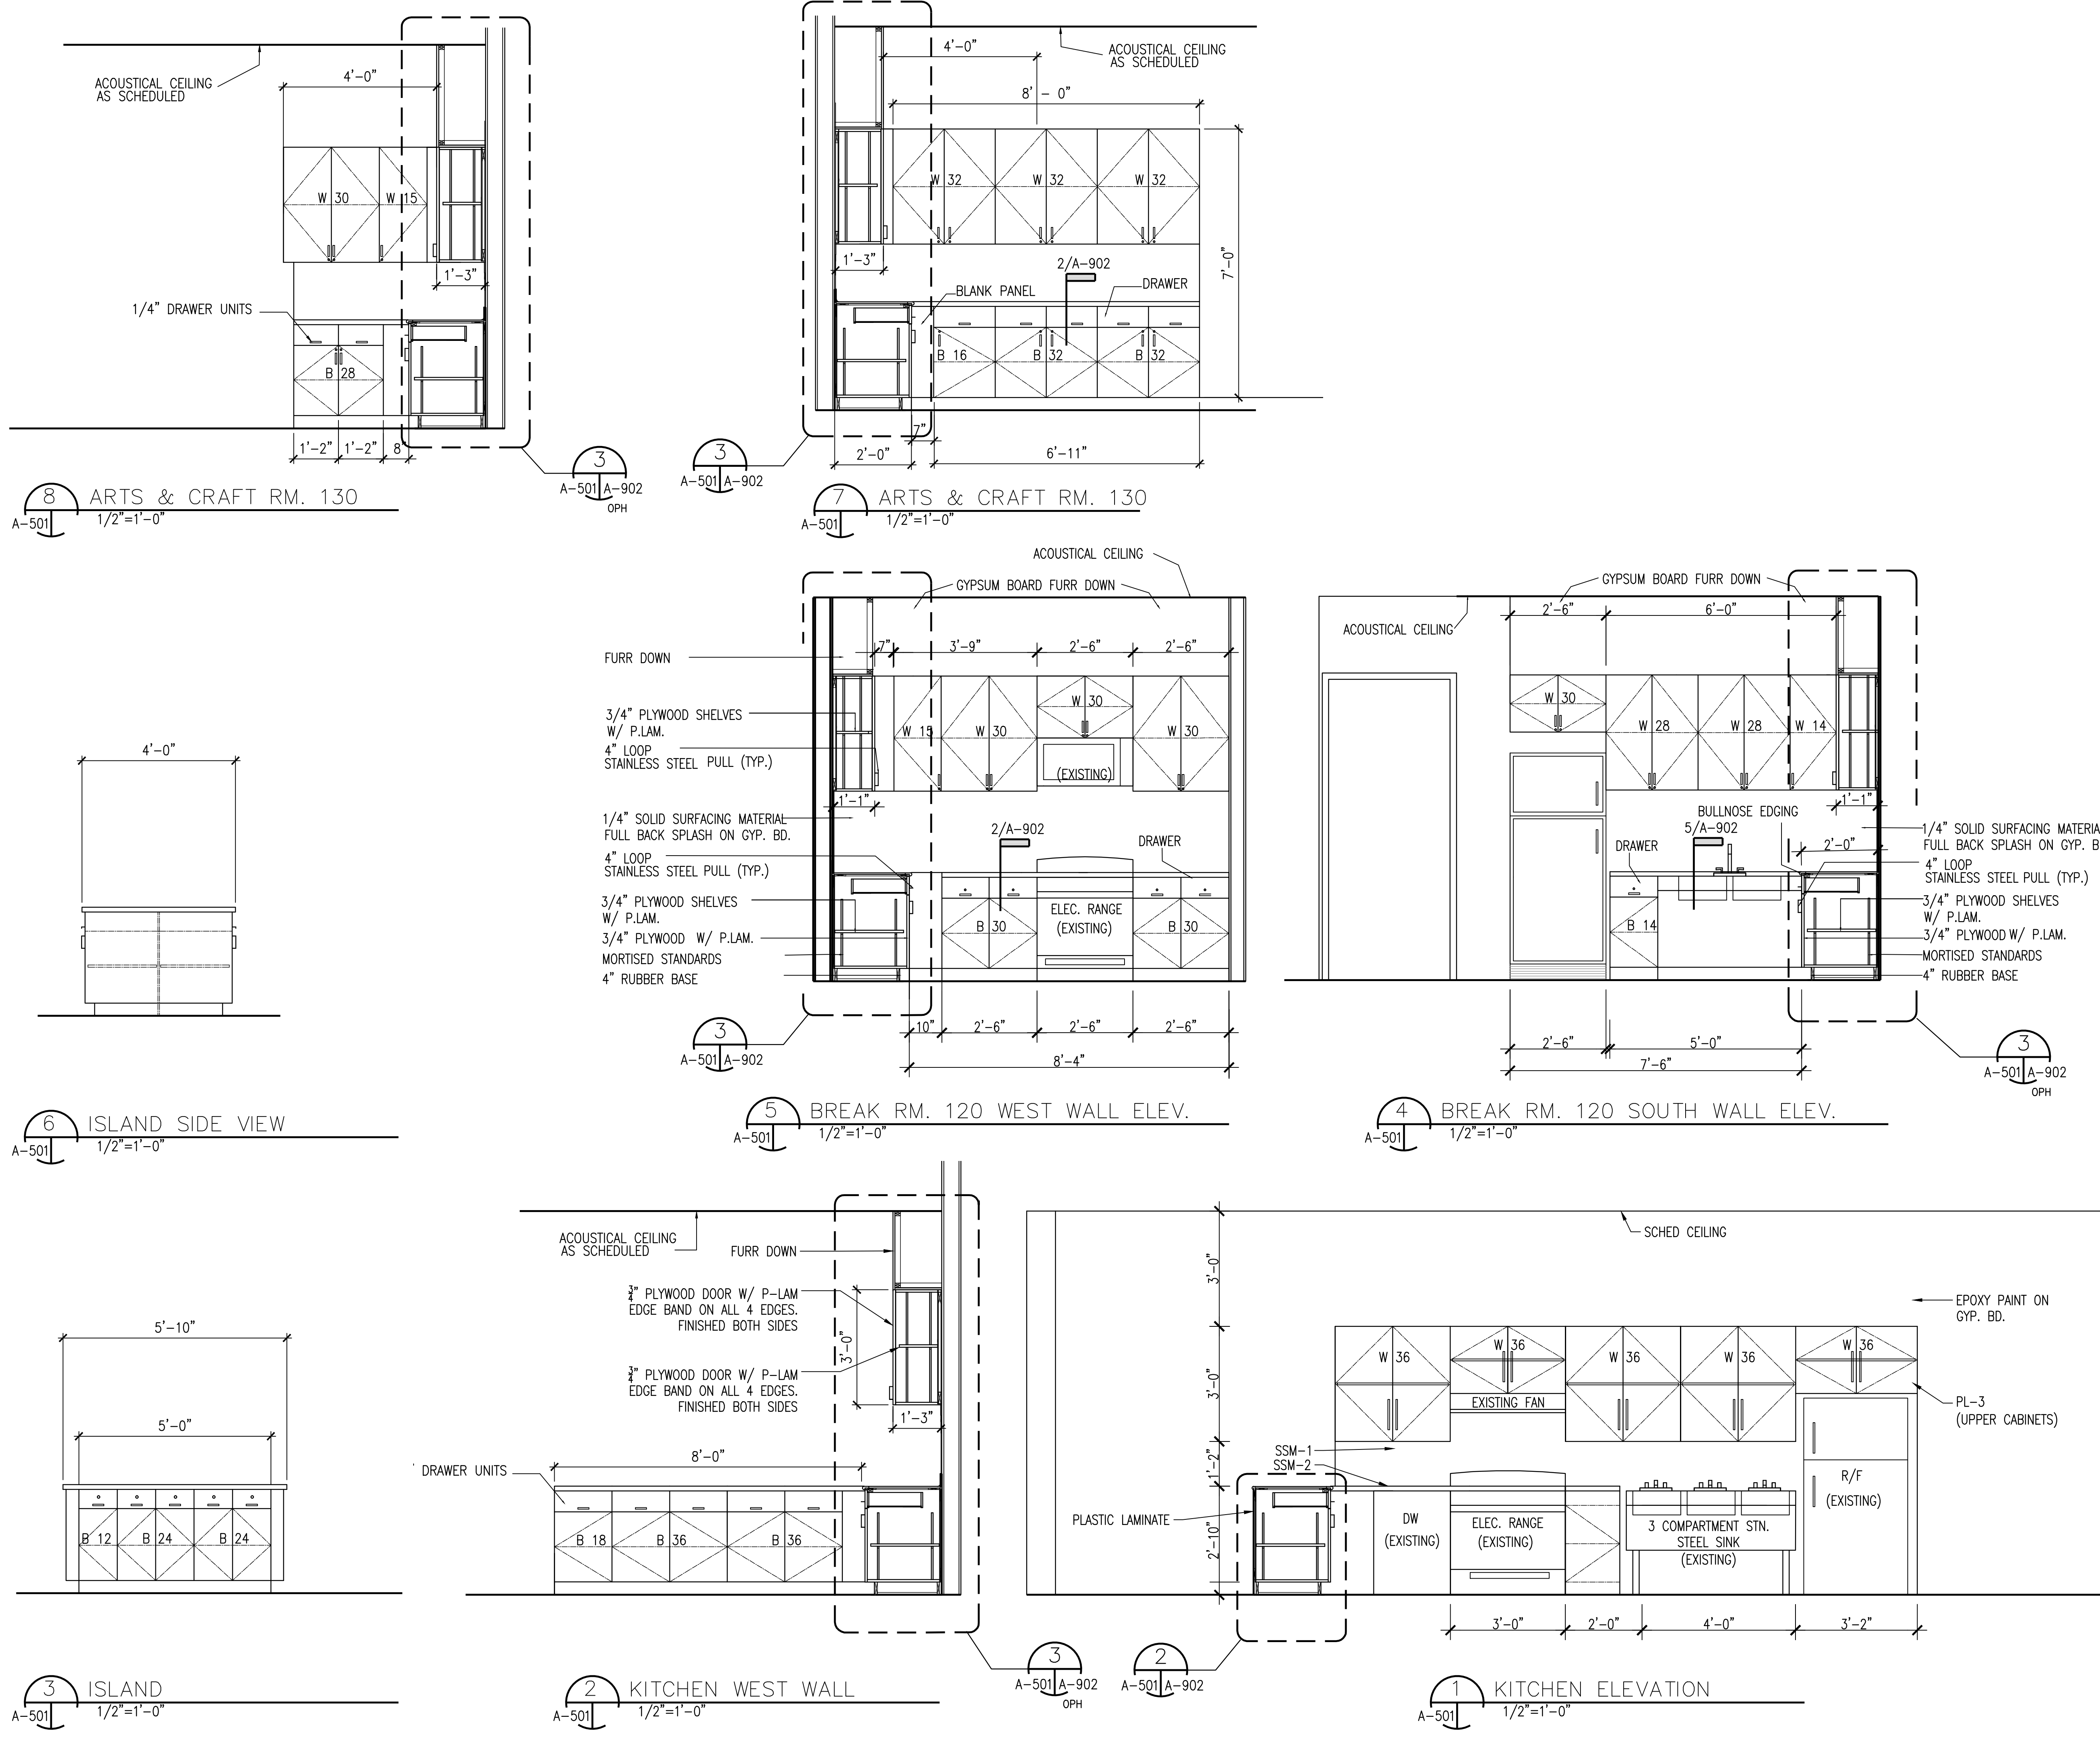 ACOUSTICAL CEILING
AS SCHEDULED
4'-0"
W 30
W 15
1'-3"
1/4" DRAWER UNITS
B 28
1'-2"
1'-2"
8"
3
A-501
A-902
OPH
8
ARTS & CRAFT RM. 130
A-501
1/2"=1'-0"
4'-0"
ACOUSTICAL CEILING
AS SCHEDULED
8' - 0"
W 32
W 32
W 32
1'-3"
2/A-902
BLANK PANEL
DRAWER
7'-0"
B 16
B 32
B 32
7"
2'-0"
6'-11"
3
A-501
A-902
7
ARTS & CRAFT RM. 130
A-501
1/2"=1'-0"
4'-0"
6
ISLAND SIDE VIEW
A-501
1/2"=1'-0"
ACOUSTICAL CEILING
GYPSUM BOARD FURR DOWN
FURR DOWN
7"
3'-9"
2'-6"
2'-6"
3/4" PLYWOOD SHELVES
W/ P.LAM.
4" LOOP
STAINLESS STEEL PULL (TYP.)
W 15
W 30
W 30
W 30
(EXISTING)
1'-1"
1/4" SOLID SURFACING MATERIAL
FULL BACK SPLASH ON GYP. BD.
2/A-902
DRAWER
4" LOOP
STAINLESS STEEL PULL (TYP.)
3/4" PLYWOOD SHELVES
W/ P.LAM.
3/4" PLYWOOD W/ P.LAM.
MORTISED STANDARDS
4" RUBBER BASE
B 30
ELEC. RANGE
(EXISTING)
B 30
10"
2'-6"
2'-6"
2'-6"
8'-4"
3
A-501
A-902
5
BREAK RM. 120 WEST WALL ELEV.
A-501
1/2"=1'-0"
GYPSUM BOARD FURR DOWN
2'-6"
6'-0"
ACOUSTICAL CEILING
W 30
W 28
W 28
W 14
1'-1"
BULLNOSE EDGING
5/A-902
DRAWER
2'-0"
1/4" SOLID SURFACING MATERIA
FULL BACK SPLASH ON GYP. B
4" LOOP
STAINLESS STEEL PULL (TYP.)
3/4" PLYWOOD SHELVES
W/ P.LAM.
3/4" PLYWOOD W/ P.LAM.
MORTISED STANDARDS
4" RUBBER BASE
B 14
2'-6"
5'-0"
7'-6"
3
A-501
A-902
OPH
4
BREAK RM. 120 SOUTH WALL ELEV.
A-501
1/2"=1'-0"
5'-10"
5'-0"
B 12
B 24
B 24
3
ISLAND
A-501
1/2"=1'-0"
ACOUSTICAL CEILING
AS SCHEDULED
FURR DOWN
3/4" PLYWOOD DOOR W/ P-LAM
EDGE BAND ON ALL 4 EDGES.
FINISHED BOTH SIDES
3'-0"
3/4" PLYWOOD DOOR W/ P-LAM
EDGE BAND ON ALL 4 EDGES.
FINISHED BOTH SIDES
1'-3"
' DRAWER UNITS
8'-0"
B 18
B 36
B 36
3
A-501
A-902
OPH
2
KITCHEN WEST WALL
A-501
1/2"=1'-0"
SCHED CEILING
3'-0"
EPOXY PAINT ON
GYP. BD.
3'-0"
W 36
W 36
W 36
W 36
W 36
EXISTING FAN
PL-3
(UPPER CABINETS)
1'-2"
SSM-1
SSM-2
2'-10"
PLASTIC LAMINATE
DW
(EXISTING)
ELEC. RANGE
(EXISTING)
3 COMPARTMENT STN.
STEEL SINK
(EXISTING)
R/F
(EXISTING)
3'-0"
2'-0"
4'-0"
3'-2"
2
A-501
A-902
1
KITCHEN ELEVATION
A-501
1/2"=1'-0"